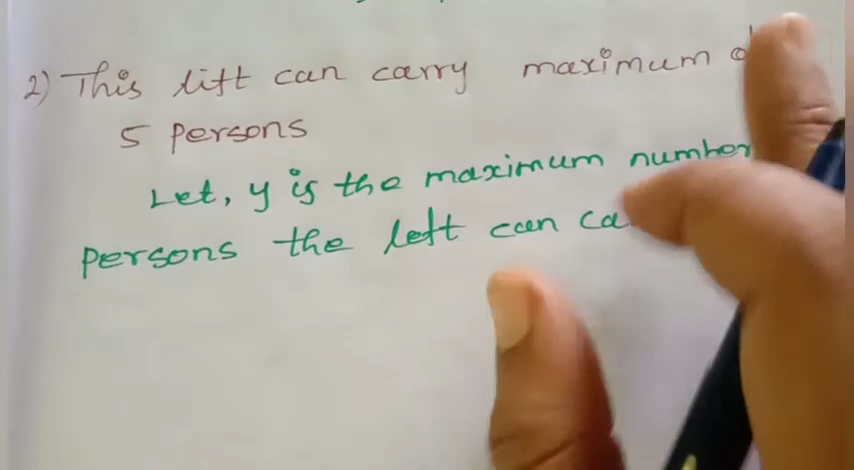 2) This lift can carry maximum
5 persons
Let, y is the maximum number
persons the left can